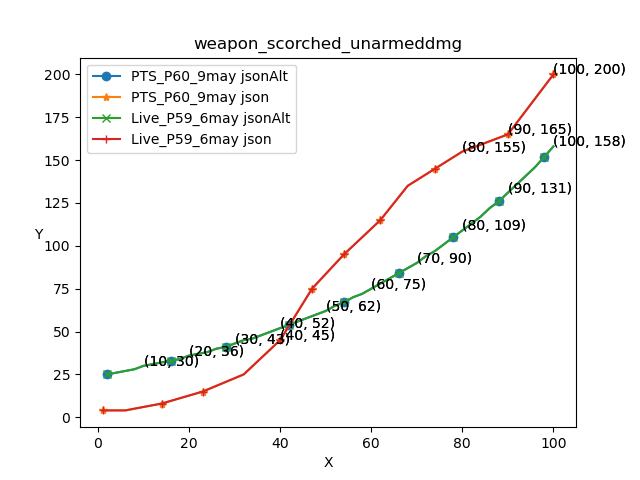 weapon_scorched_unarmeddmg
PTS_P60_9may jsonAlt
PTS_P60_9may json
Live_P59_6may jsonAlt
Live_P59_6may json
(100, 200)
(90, 165)
(100, 158)
(80, 155)
(90, 131)
(80, 109)
(70, 90)
(60, 75)
(50, 62)
(40, 52)
(40, 45)
(30, 43)
(20, 36)
(10, 30)
200
175
150
125
100
75
50
25
0
Y
0 20 40 60 80 100
X